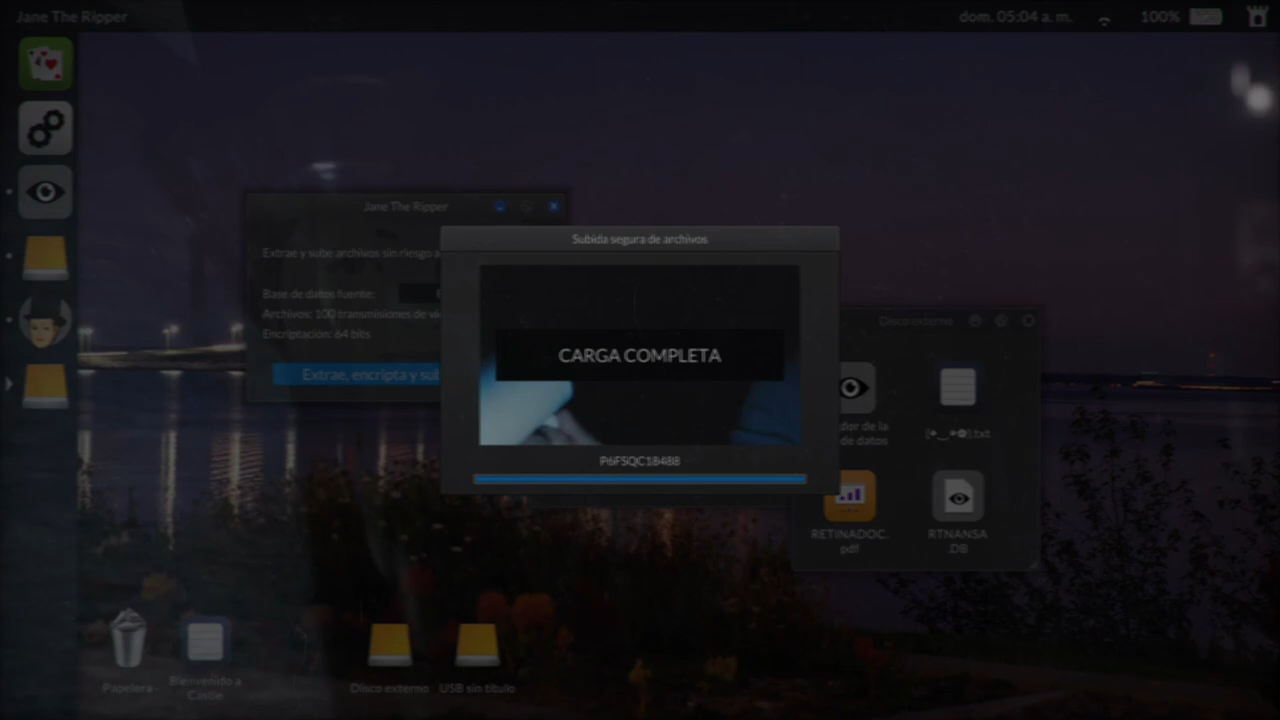 Jane The Ripper
dom. 05:04 a. m.
100%
Jane The Ripper
Extrae y sube archivos sin riesgo a
Base de datos fuente:
Archivos: 100 transmisiones de vi
Encriptación: 64 bits
Extrae, encripta y sub
Subida segura de archivos
CARGA COMPLETA
P6F5QC18488
Disco externo
dor de la
de datos
.txt
RETINADOC.
pdf
RTNANSA
.DB
Papelera
Bienvenido a
Castle
Disco externo
USB sin título